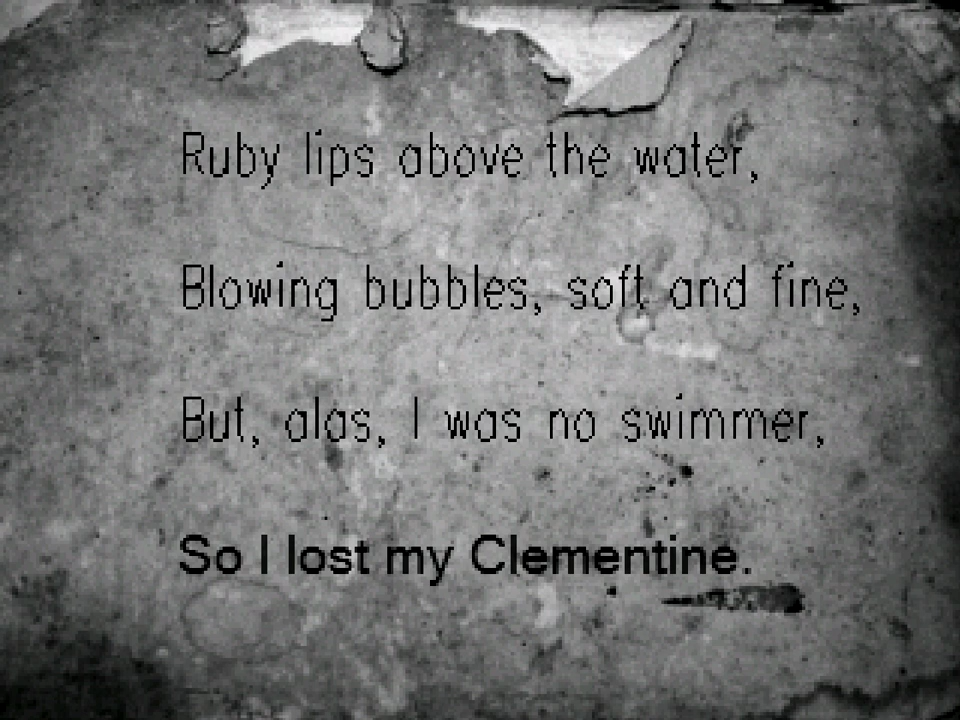 Ruby lips above the water,
Blowing bubbles, soft and fine,
But, alas, I was no swimmer,
So I lost my Clementine.